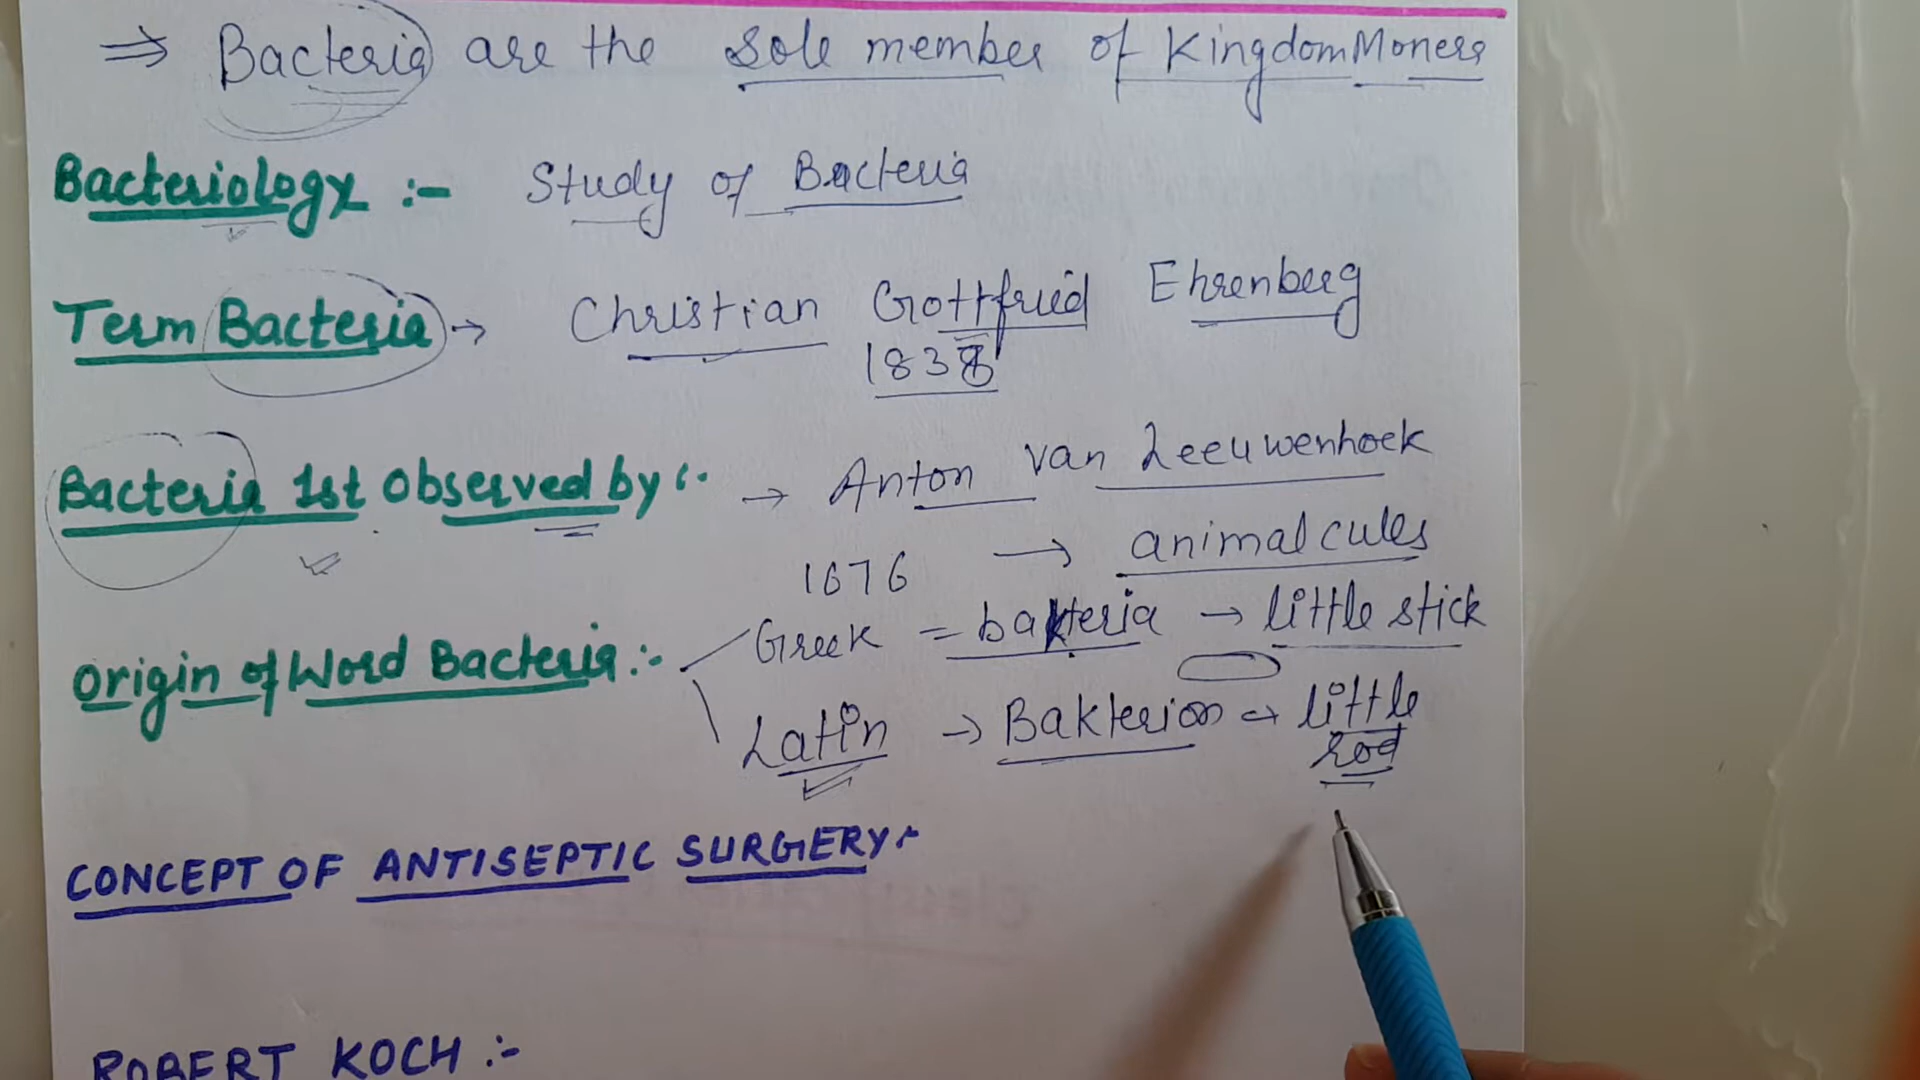 ⇒ Bacteria are the sole member of Kingdom Monera
Bacteriology :- Study of Bacteria
Term Bacteria → Christian Gottfried Ehrenberg
1838
Bacteria 1st Observed by :- → Anton van Leeuwenhoek
1676 → animalcules
Origin of Word Bacteria :- Greek = bakteria → little stick
Latin → Bakterion → little
rod
CONCEPT OF ANTISEPTIC SURGERY :-
ROBERT KOCH :-